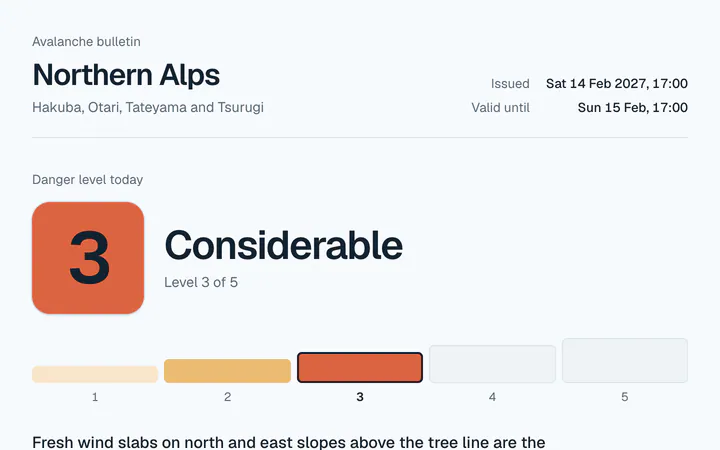 Avalanche bulletin
Northern Alps
Hakuba, Otari, Tateyama and Tsurugi
Issued Sat 14 Feb 2027, 17:00
Valid until Sun 15 Feb, 17:00
Danger level today
3
Considerable
Level 3 of 5
1 2 3 4 5
Fresh wind slabs on north and east slopes above the tree line are the